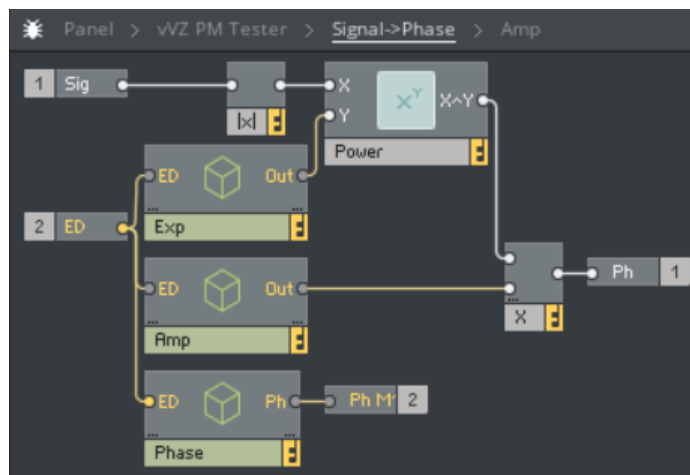 Panel > vVZ PM Tester > Signal->Phase > Amp
1 Sig
|x|
X
Y
X^Y
X^Y
Power
ED Out
...
...
Exp
2 ED
ED Out
...
...
Amp
...
X
Ph 1
ED Ph
...
...
Phase
Ph M 2